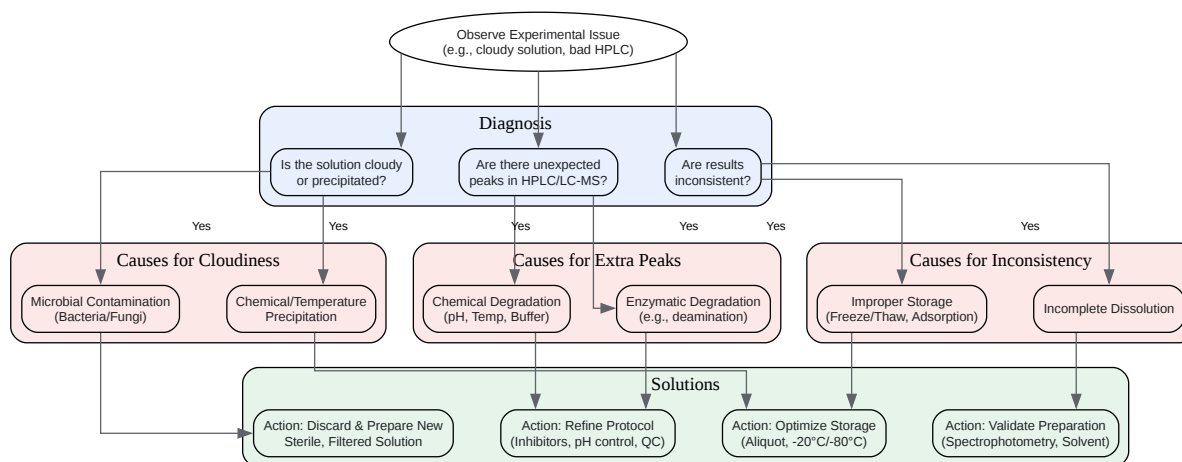 Observe Experimental Issue
(e.g., cloudy solution, bad HPLC)
Diagnosis
Is the solution cloudy
or precipitated?
Are there unexpected
peaks in HPLC/LC-MS?
Are results
inconsistent?
Yes
Yes
Yes
Yes
Yes
Yes
Causes for Cloudiness
Causes for Extra Peaks
Causes for Inconsistency
Microbial Contamination
(Bacteria/Fungi)
Chemical/Temperature
Precipitation
Chemical Degradation
(pH, Temp, Buffer)
Enzymatic Degradation
(e.g., deamination)
Improper Storage
(Freeze/Thaw, Adsorption)
Incomplete Dissolution
Solutions
Action: Discard & Prepare New
Sterile, Filtered Solution
Action: Refine Protocol
(Inhibitors, pH control, QC)
Action: Optimize Storage
(Aliquot, -20°C/-80°C)
Action: Validate Preparation
(Spectrophotometry, Solvent)